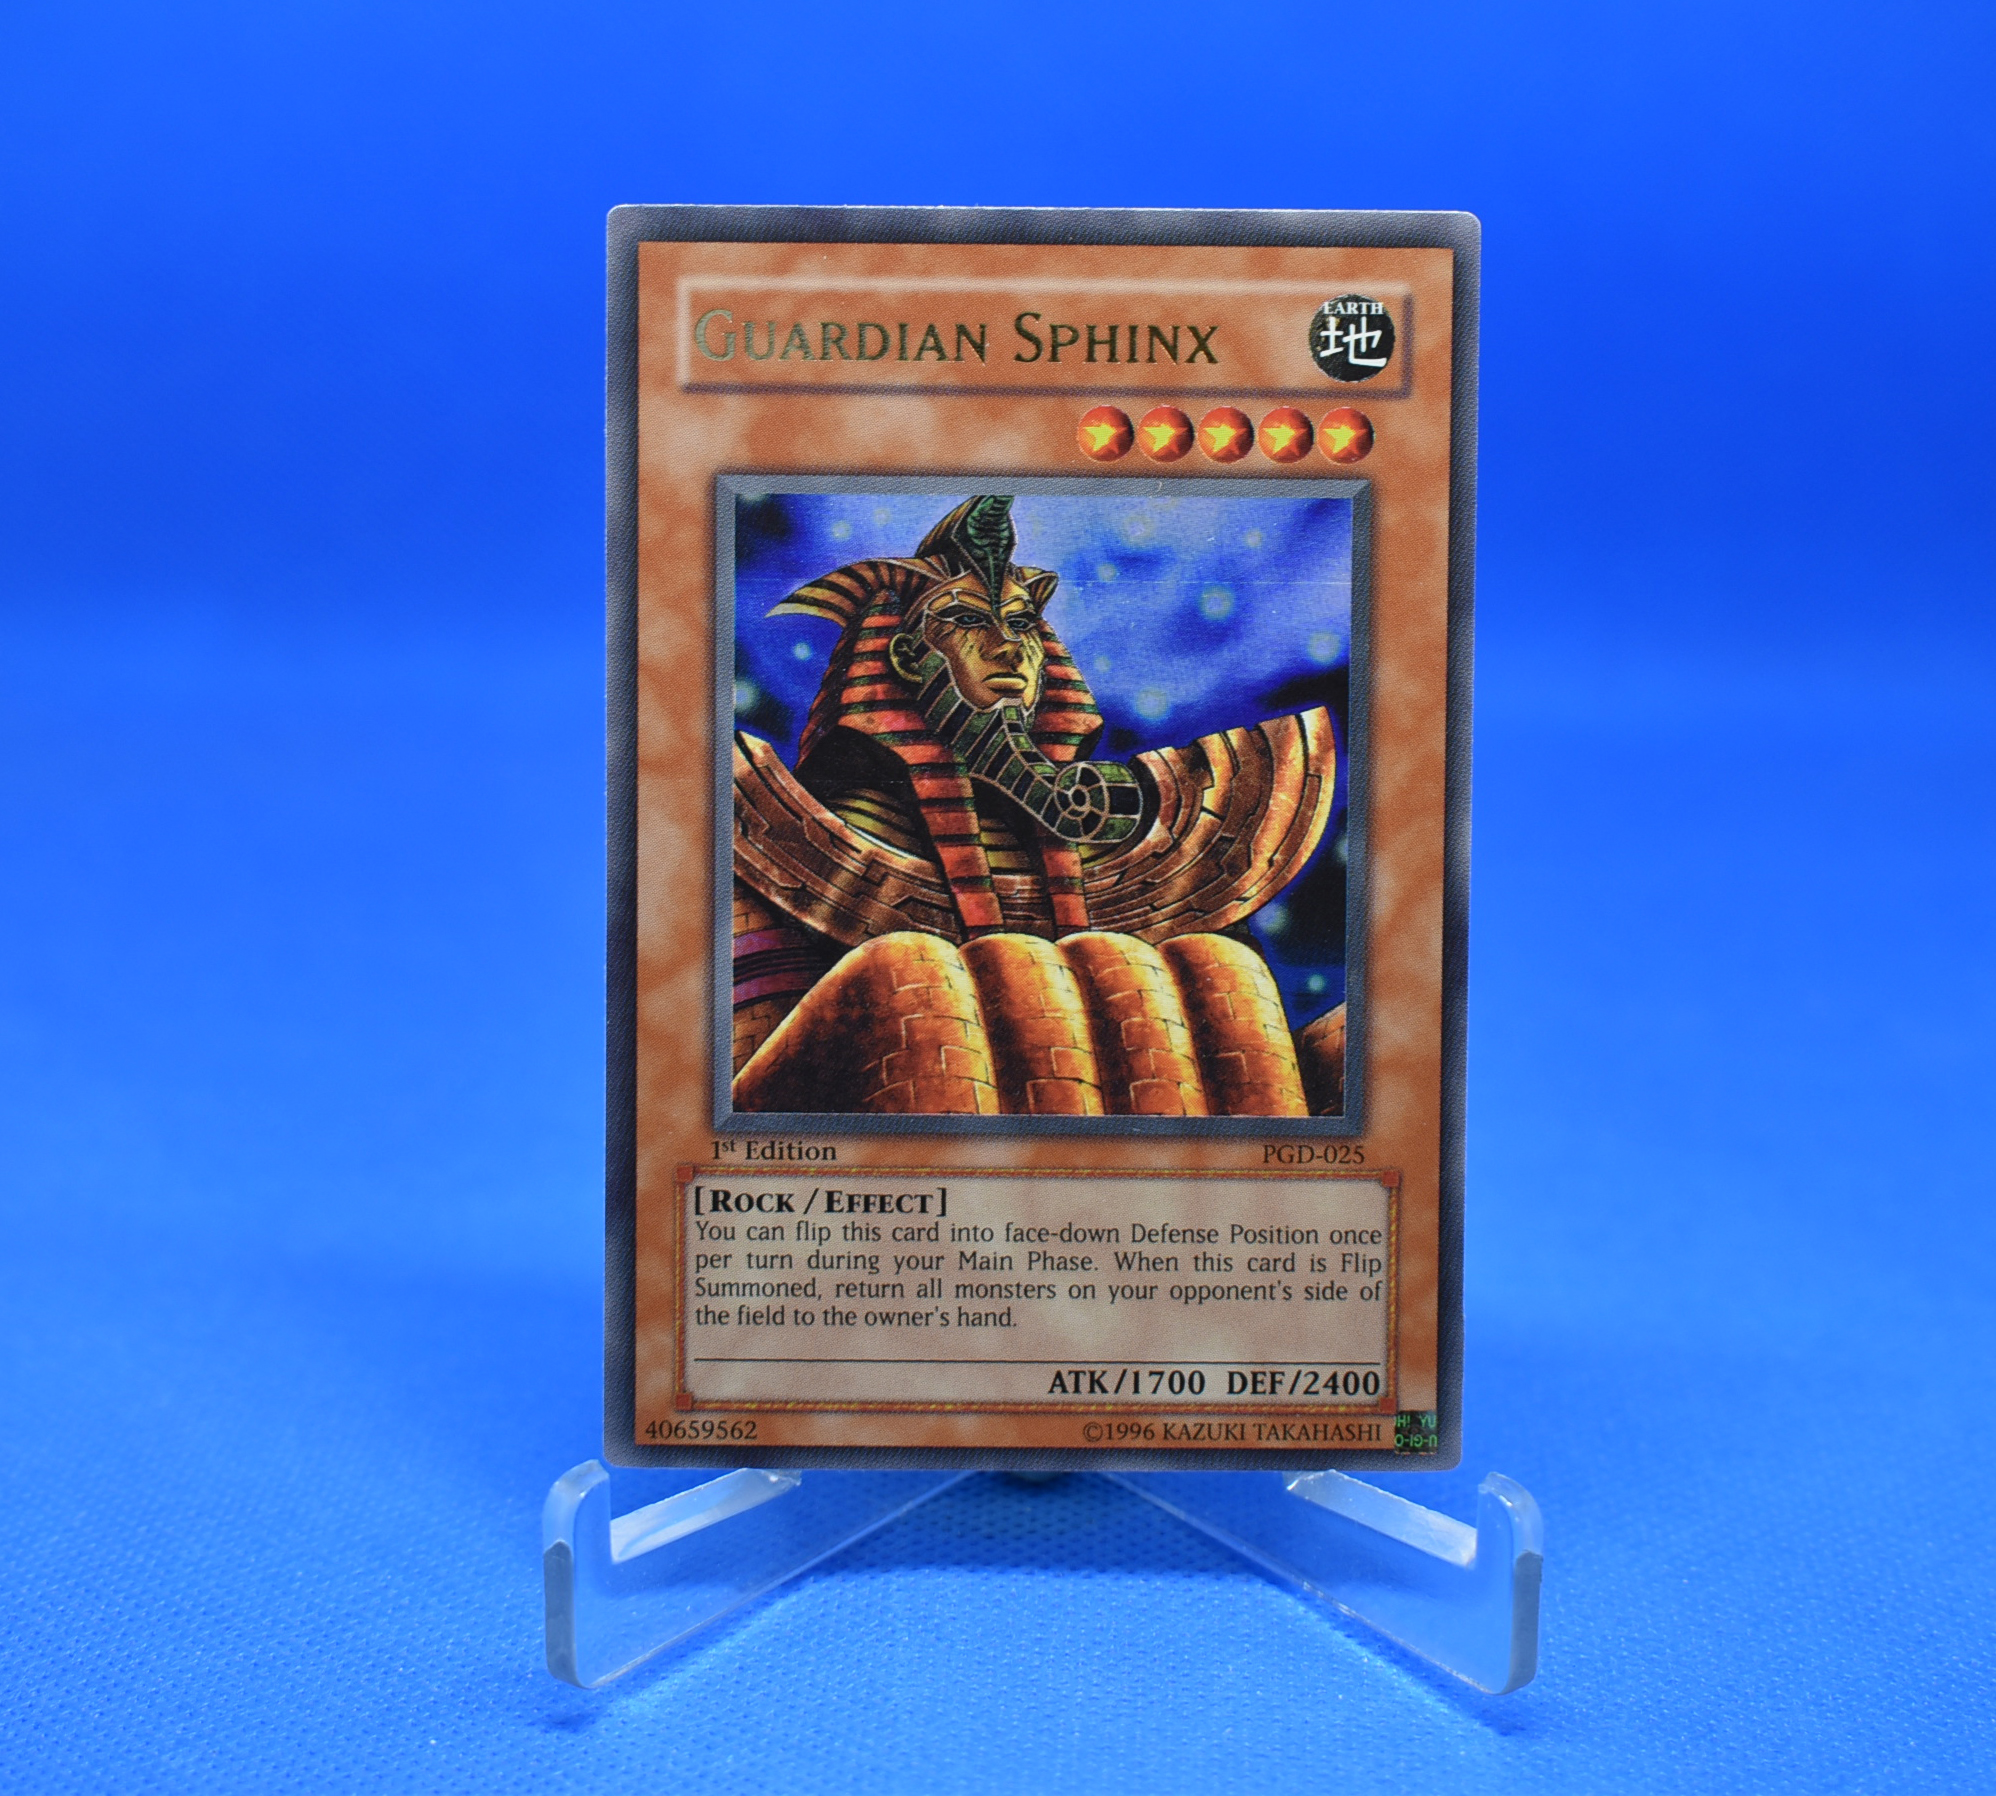 GUARDIAN SPHINX
EARTH
地
1st Edition
PGD-025
[ROCK / EFFECT]
You can flip this card into face-down Defense Position once
per turn during your Main Phase. When this card is Flip
Summoned, return all monsters on your opponent's side of
the field to the owner's hand.
ATK/1700 DEF/2400
40659562
©1996 KAZUKI TAKAHASHI